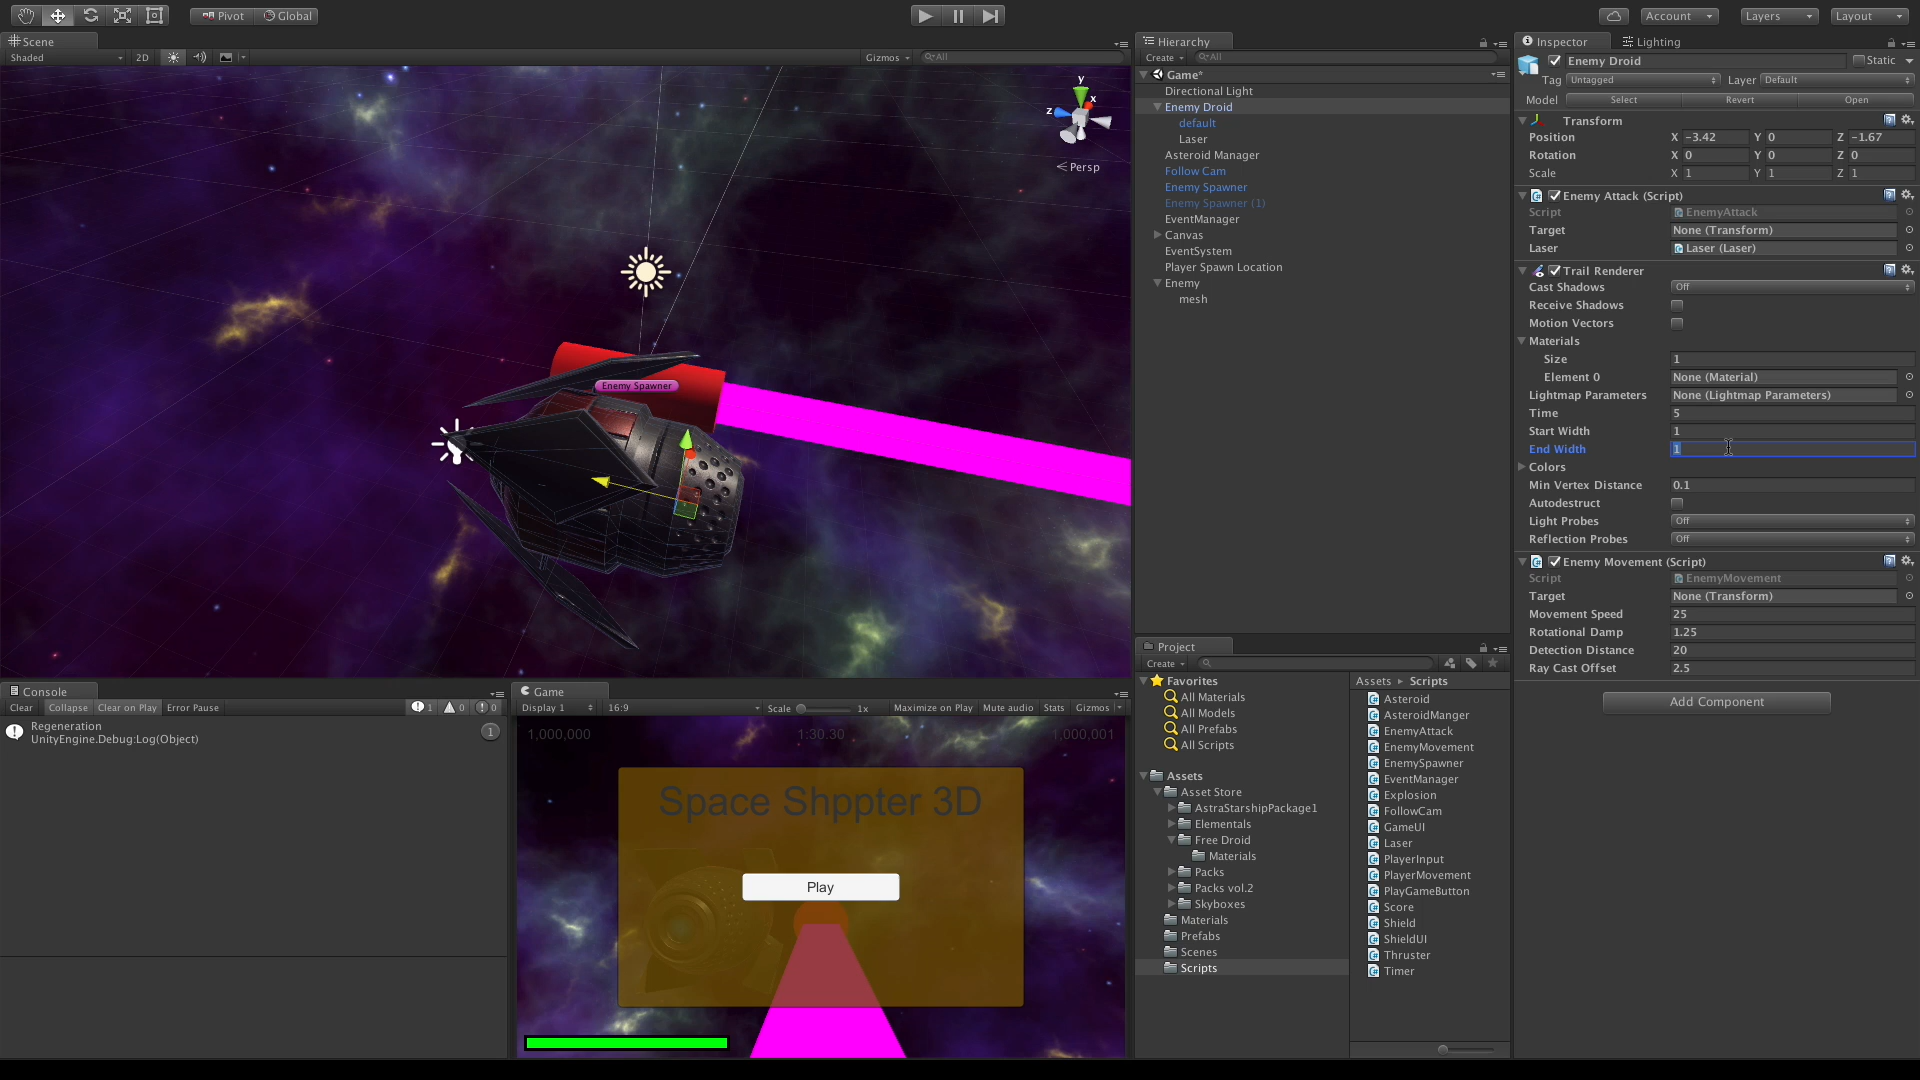 Pivot
Global
Account
Layers
Layout
Scene
Shaded
2D
Gizmos
All
y
x
z
Persp
Enemy Spawner
Console
Clear
Collapse
Clear on Play
Error Pause
1
0
0
Regeneration
UnityEngine.Debug:Log(Object)
1
Game
Display 1
16:9
Scale
1x
Maximize on Play
Mute audio
Stats
Gizmos
1,000,000
1:30.30
1,000,001
Space Shppter 3D
Play
Hierarchy
Create
All
Game*
Directional Light
Enemy Droid
default
Laser
Asteroid Manager
Follow Cam
Enemy Spawner
Enemy Spawner (1)
EventManager
Canvas
EventSystem
Player Spawn Location
Enemy
mesh
Project
Create
Favorites
All Materials
All Models
All Prefabs
All Scripts
Assets
Asset Store
AstraStarshipPackage1
Elementals
Free Droid
Materials
Packs
Packs vol.2
Skyboxes
Materials
Prefabs
Scenes
Scripts
Assets ▸ Scripts
Asteroid
AsteroidManger
EnemyAttack
EnemyMovement
EnemySpawner
EventManager
Explosion
FollowCam
GameUI
Laser
PlayerInput
PlayerMovement
PlayGameButton
Score
Shield
ShieldUI
Thruster
Timer
Inspector
Lighting
Enemy Droid
Static
Tag Untagged
Layer Default
Model Select Revert Open
Transform
Position X -3.42 Y 0 Z -1.67
Rotation X 0 Y 0 Z 0
Scale X 1 Y 1 Z 1
Enemy Attack (Script)
Script EnemyAttack
Target None (Transform)
Laser Laser (Laser)
Trail Renderer
Cast Shadows Off
Receive Shadows
Motion Vectors
Materials
Size 1
Element 0 None (Material)
Lightmap Parameters None (Lightmap Parameters)
Time 5
Start Width 1
End Width 1
Colors
Min Vertex Distance 0.1
Autodestruct
Light Probes Off
Reflection Probes Off
Enemy Movement (Script)
Script EnemyMovement
Target None (Transform)
Movement Speed 25
Rotational Damp 1.25
Detection Distance 20
Ray Cast Offset 2.5
Add Component